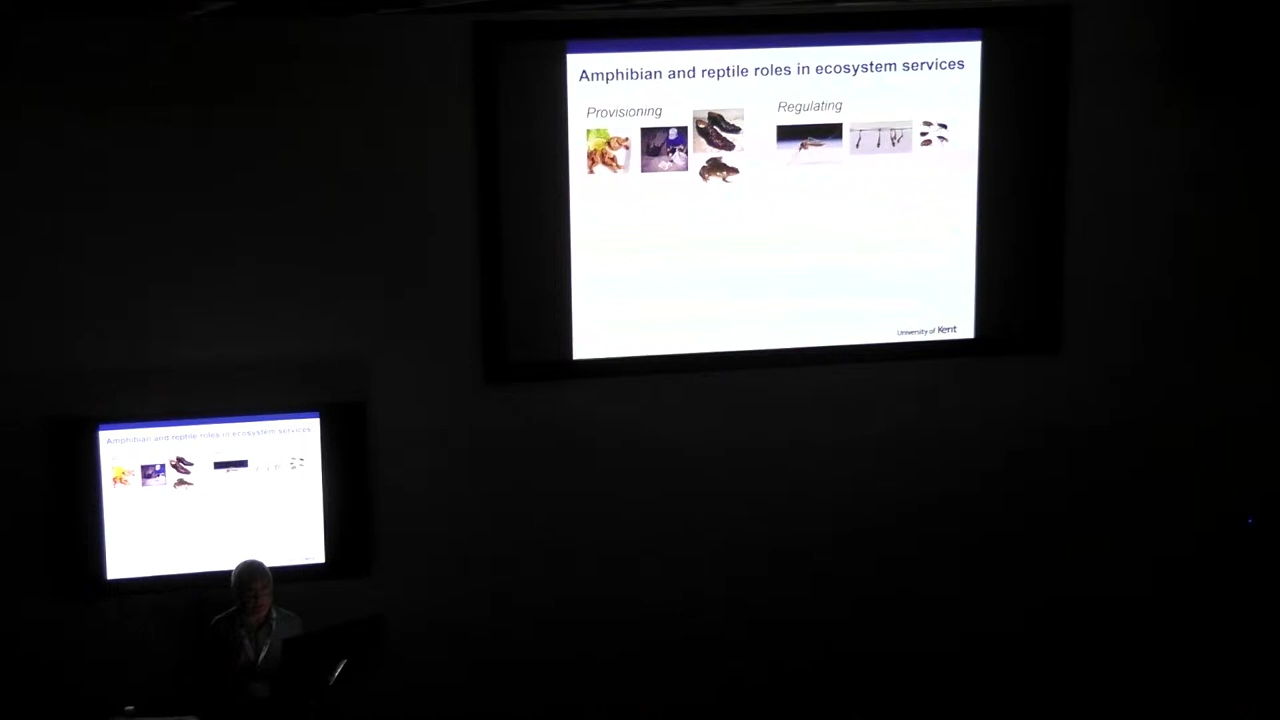 Amphibian and reptile roles in ecosystem services
Provisioning
Regulating
University of Kent
Amphibian and reptile roles in ecosystem services